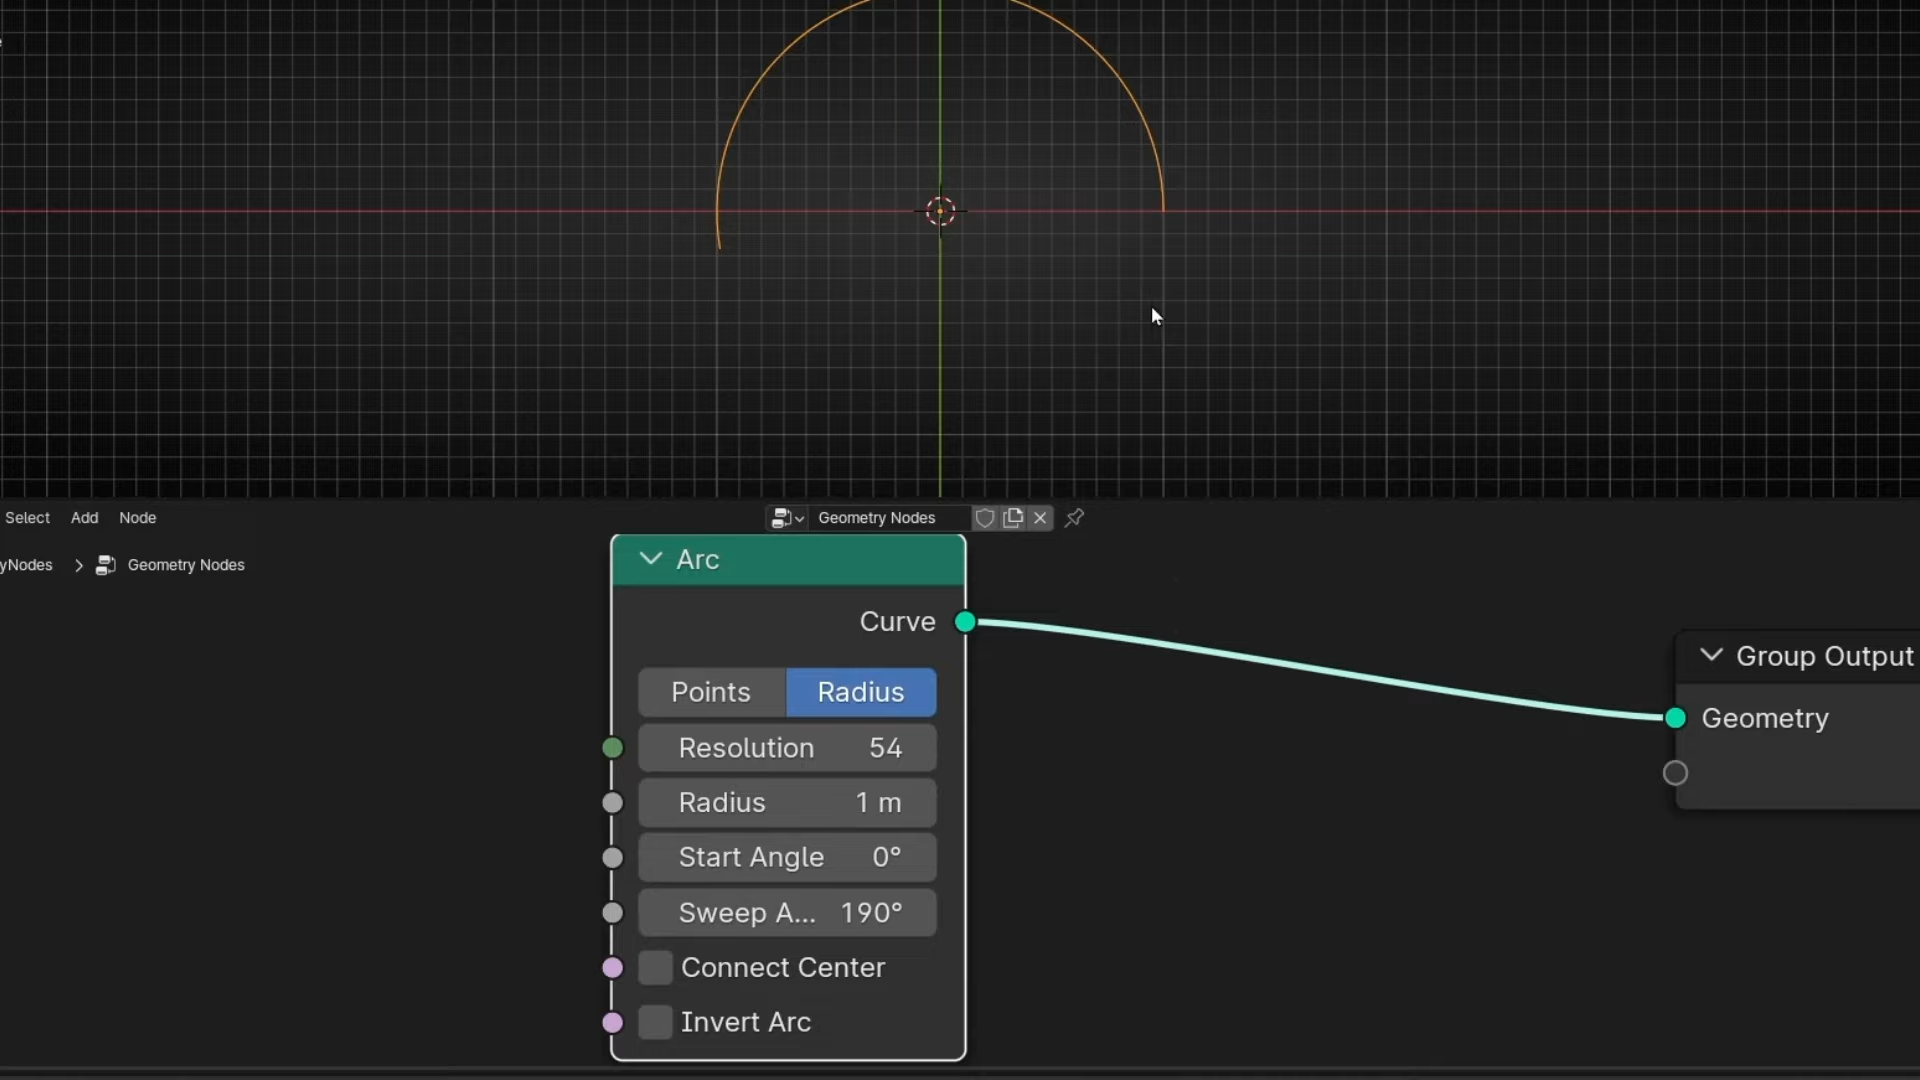 Select Add Node
Geometry Nodes
yNodes > Geometry Nodes
Arc
Curve
Points Radius
Resolution 54
Radius 1 m
Start Angle 0°
Sweep A... 190°
Connect Center
Invert Arc
Group Output
Geometry